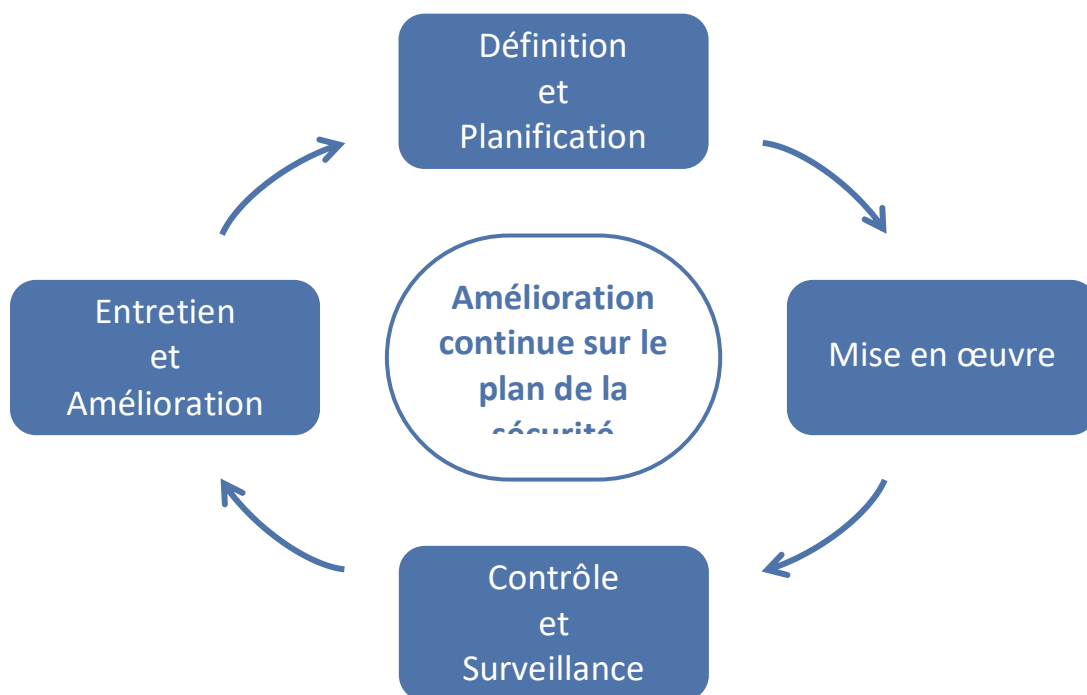 Définition
et
Planification
Amélioration
continue sur le
plan de la
sécurité
Entretien
et
Amélioration
Mise en œuvre
Contrôle
et
Surveillance